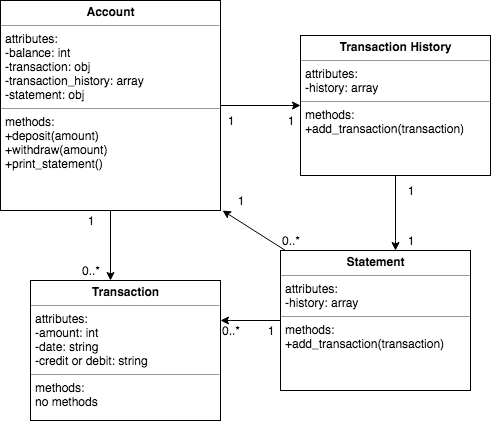 Account
attributes:
-balance: int
-transaction: obj
-transaction_history: array
-statement: obj
methods:
+deposit(amount)
+withdraw(amount)
+print_statement()
Transaction History
attributes:
-history: array
methods:
+add_transaction(transaction)
1
1
1
1
1
0..*
1
0..*
Transaction
attributes:
-amount: int
-date: string
-credit or debit: string
methods:
no methods
0..*
1
Statement
attributes:
-history: array
methods:
+add_transaction(transaction)